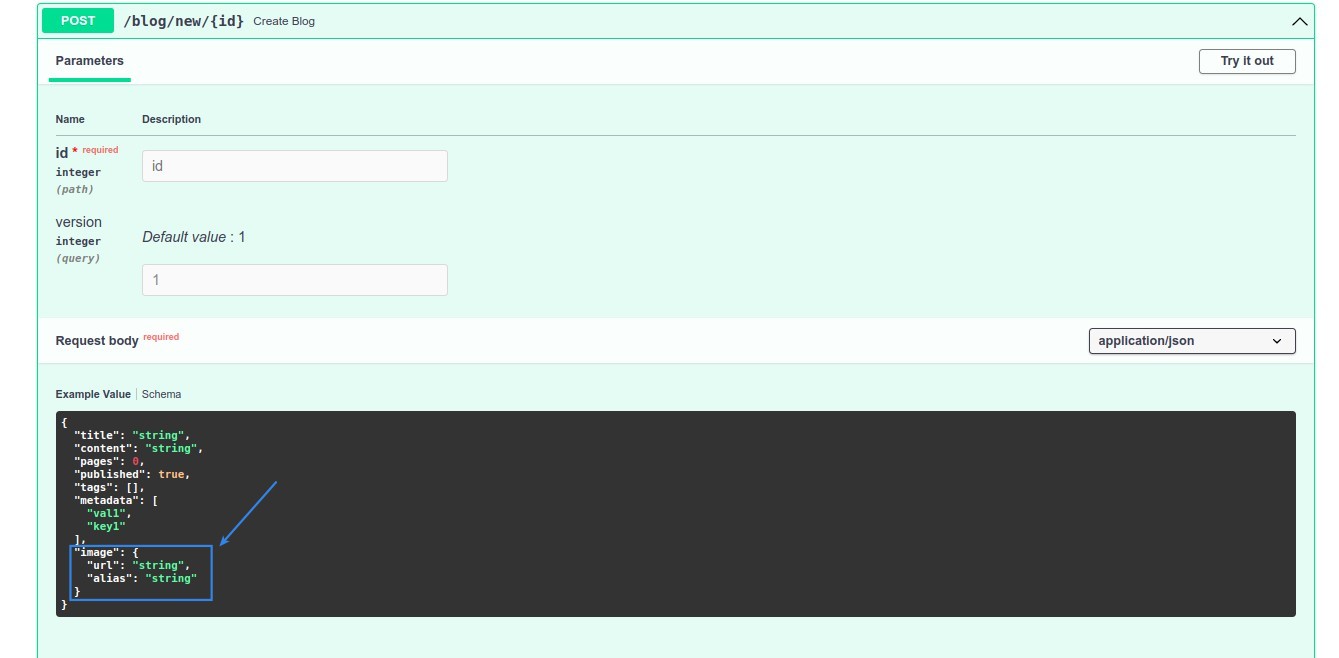 POST /blog/new/{id} Create Blog
Parameters
Try it out
Name Description
id * required
integer
(path)
id
version
integer
(query)
Default value : 1
1
Request body required
application/json
Example Value Schema
{
  "title": "string",
  "content": "string",
  "pages": 0,
  "published": true,
  "tags": [],
  "metadata": [
    "val1",
    "key1"
  ],
  "image": {
    "url": "string",
    "alias": "string"
  }
}